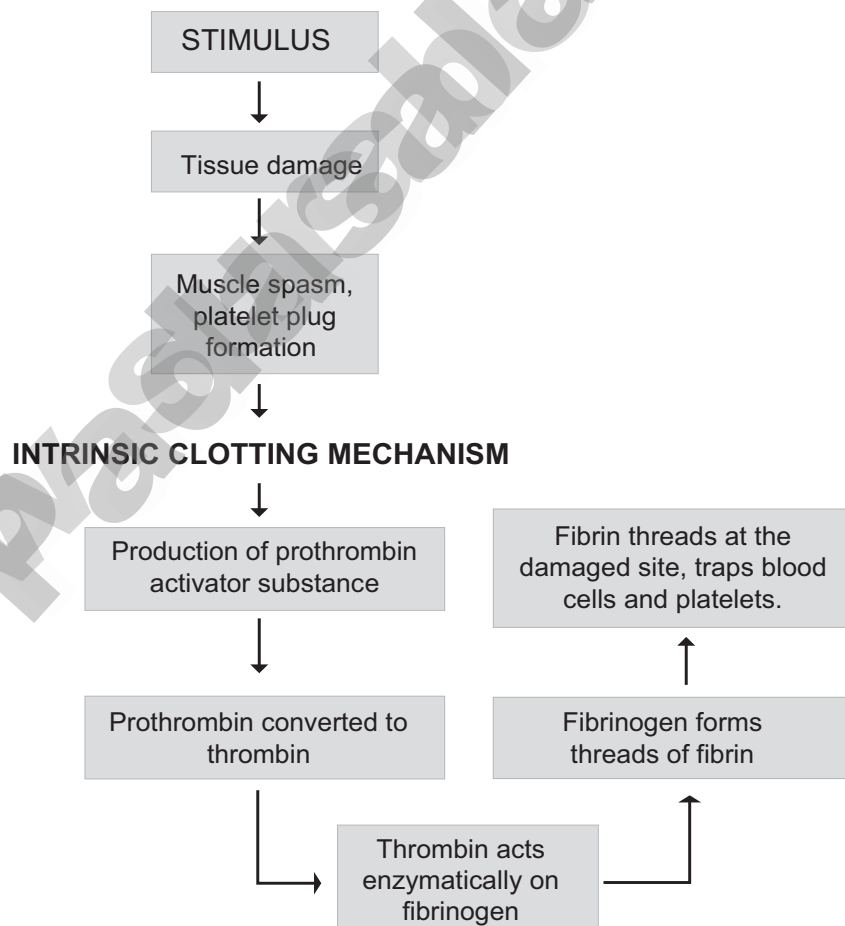 STIMULUS
Tissue damage
Muscle spasm,
platelet plug
formation
INTRINSIC CLOTTING MECHANISM
Production of prothrombin
activator substance
Prothrombin converted to
thrombin
Thrombin acts
enzymatically on
fibrinogen
Fibrinogen forms
threads of fibrin
Fibrin threads at the
damaged site, traps blood
cells and platelets.